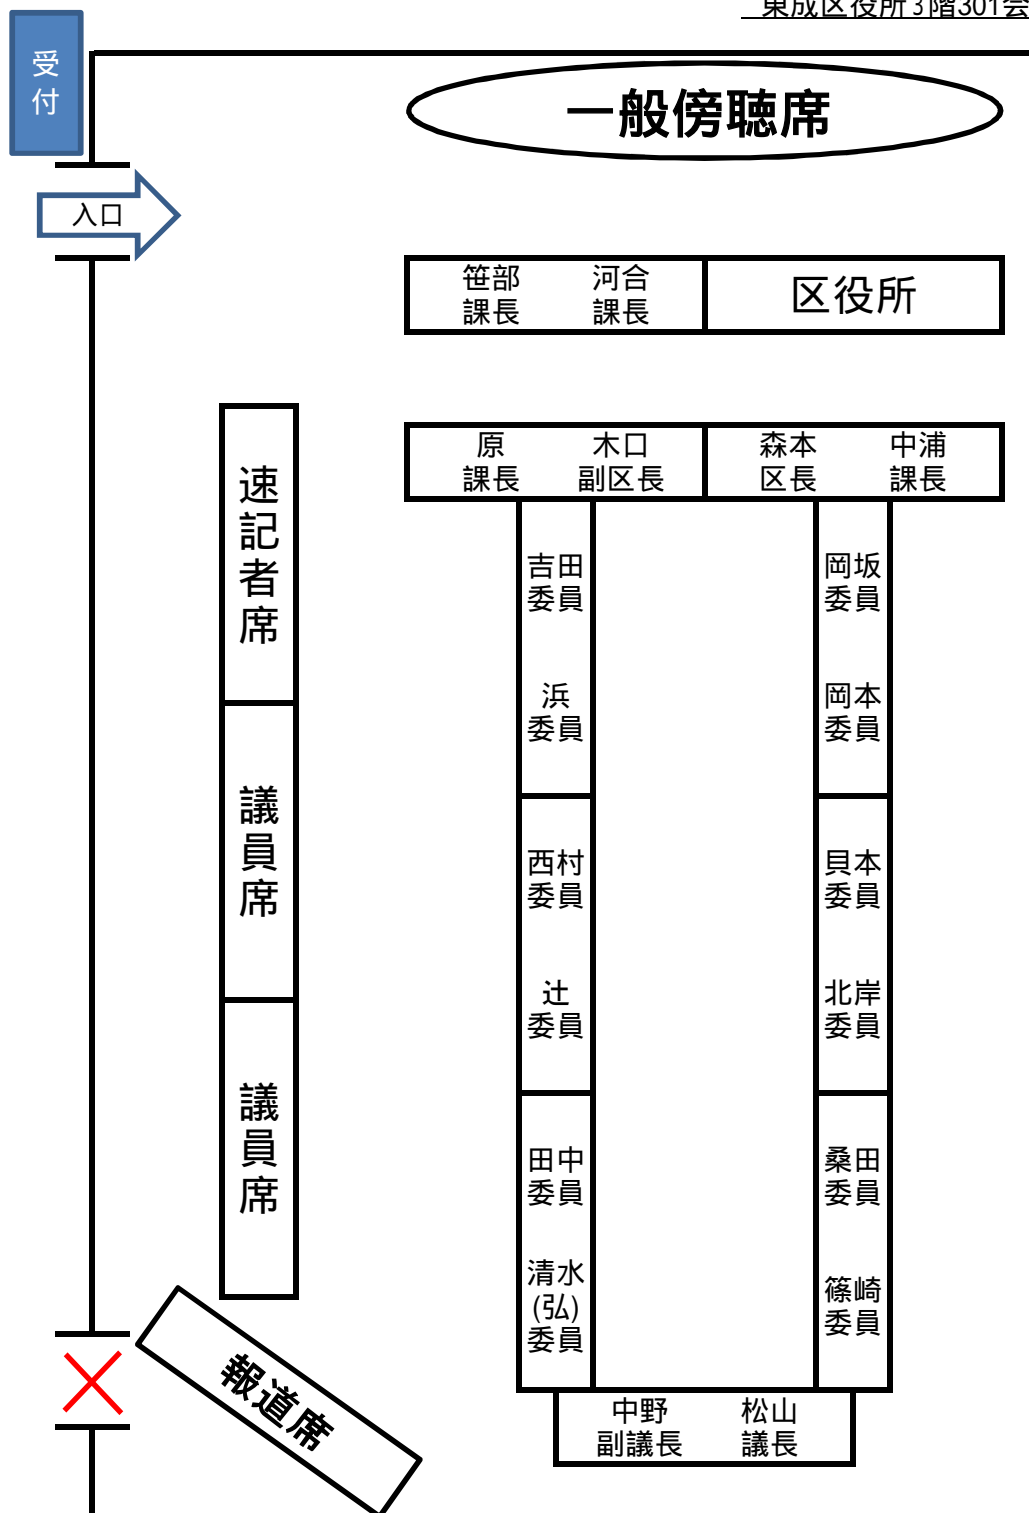 東成区役所3階301会
受
付
一般傍聴席
入口
笹部 河合
課長 課長
区役所
原 木口
課長 副区長
森本 中浦
区長 課長
速記者席
議員席
議員席
吉田
委員
浜
委員
西村
委員
辻
委員
田中
委員
清水
(弘)
委員
岡坂
委員
岡本
委員
貝本
委員
北岸
委員
桑田
委員
篠崎
委員
中野 松山
副議長 議長
報道席